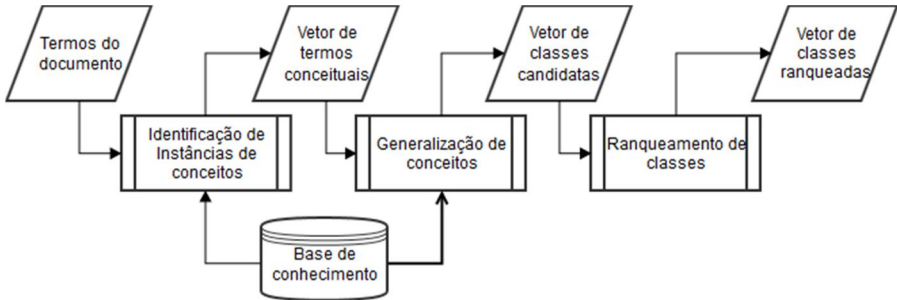 Termos do
documento
Vetor de
termos
conceituais
Vetor de
classes
candidatas
Vetor de
classes
ranqueadas
Identificação de
Instâncias de
conceitos
Generalização de
conceitos
Ranqueamento de
classes
Base de
conhecimento